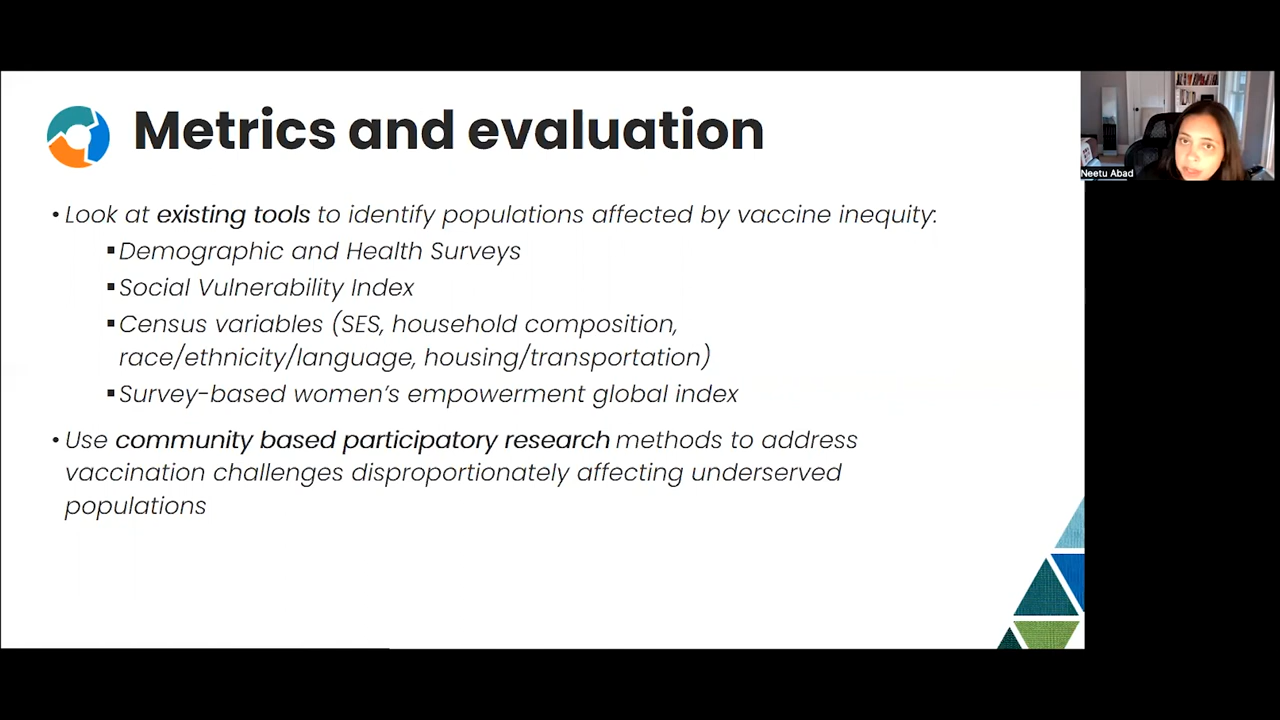 Metrics and evaluation
Neetu Abad
• Look at existing tools to identify populations affected by vaccine inequity:
▪ Demographic and Health Surveys
▪ Social Vulnerability Index
▪ Census variables (SES, household composition,
race/ethnicity/language, housing/transportation)
▪ Survey-based women's empowerment global index
• Use community based participatory research methods to address
vaccination challenges disproportionately affecting underserved
populations